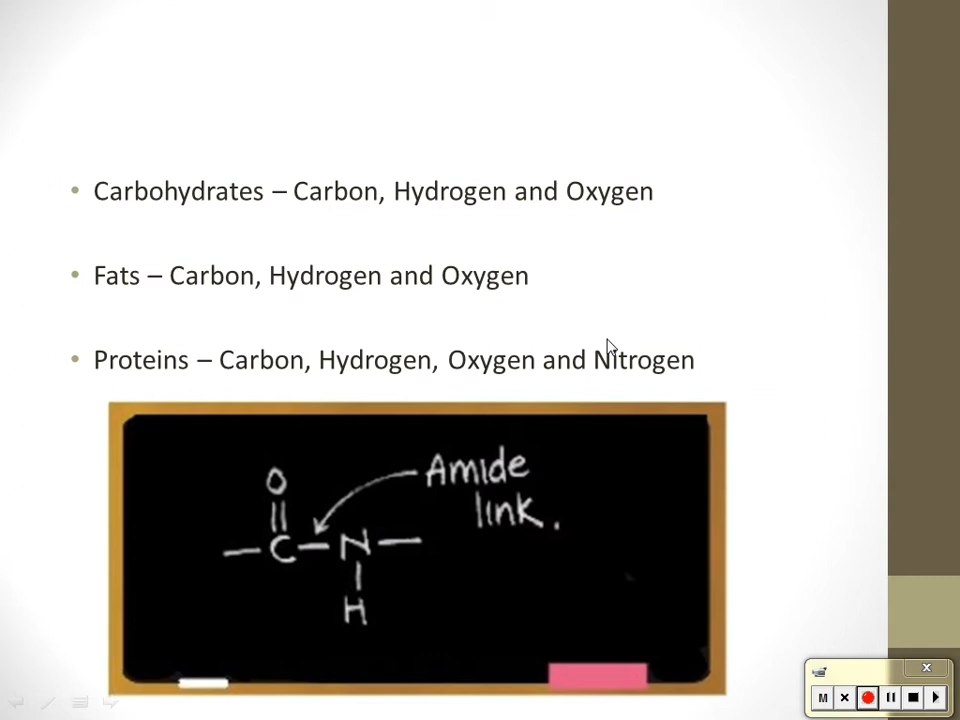 • Carbohydrates – Carbon, Hydrogen and Oxygen
• Fats – Carbon, Hydrogen and Oxygen
• Proteins – Carbon, Hydrogen, Oxygen and Nitrogen
Amide
link.
O
||
— C — N —
|
H
M